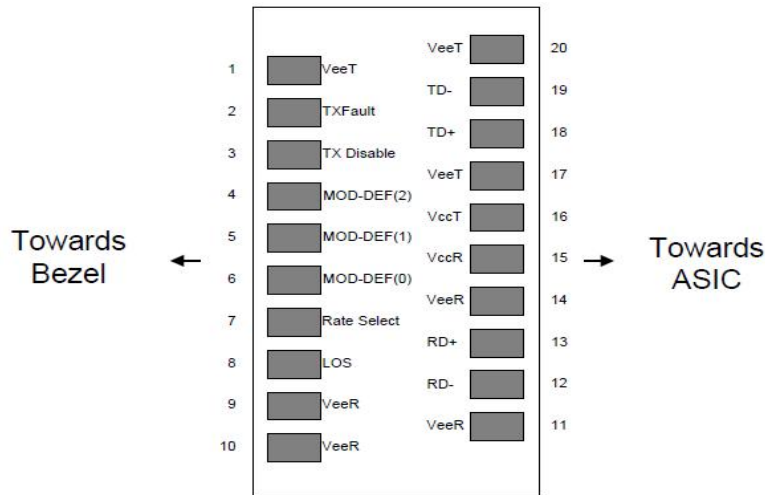 1 VeeT
2 TXFault
3 TX Disable
4 MOD-DEF(2)
5 MOD-DEF(1)
6 MOD-DEF(0)
7 Rate Select
8 LOS
9 VeeR
10 VeeR
VeeT 20
TD- 19
TD+ 18
VeeT 17
VccT 16
VccR 15
VeeR 14
RD+ 13
RD- 12
VeeR 11
Towards
Bezel
Towards
ASIC